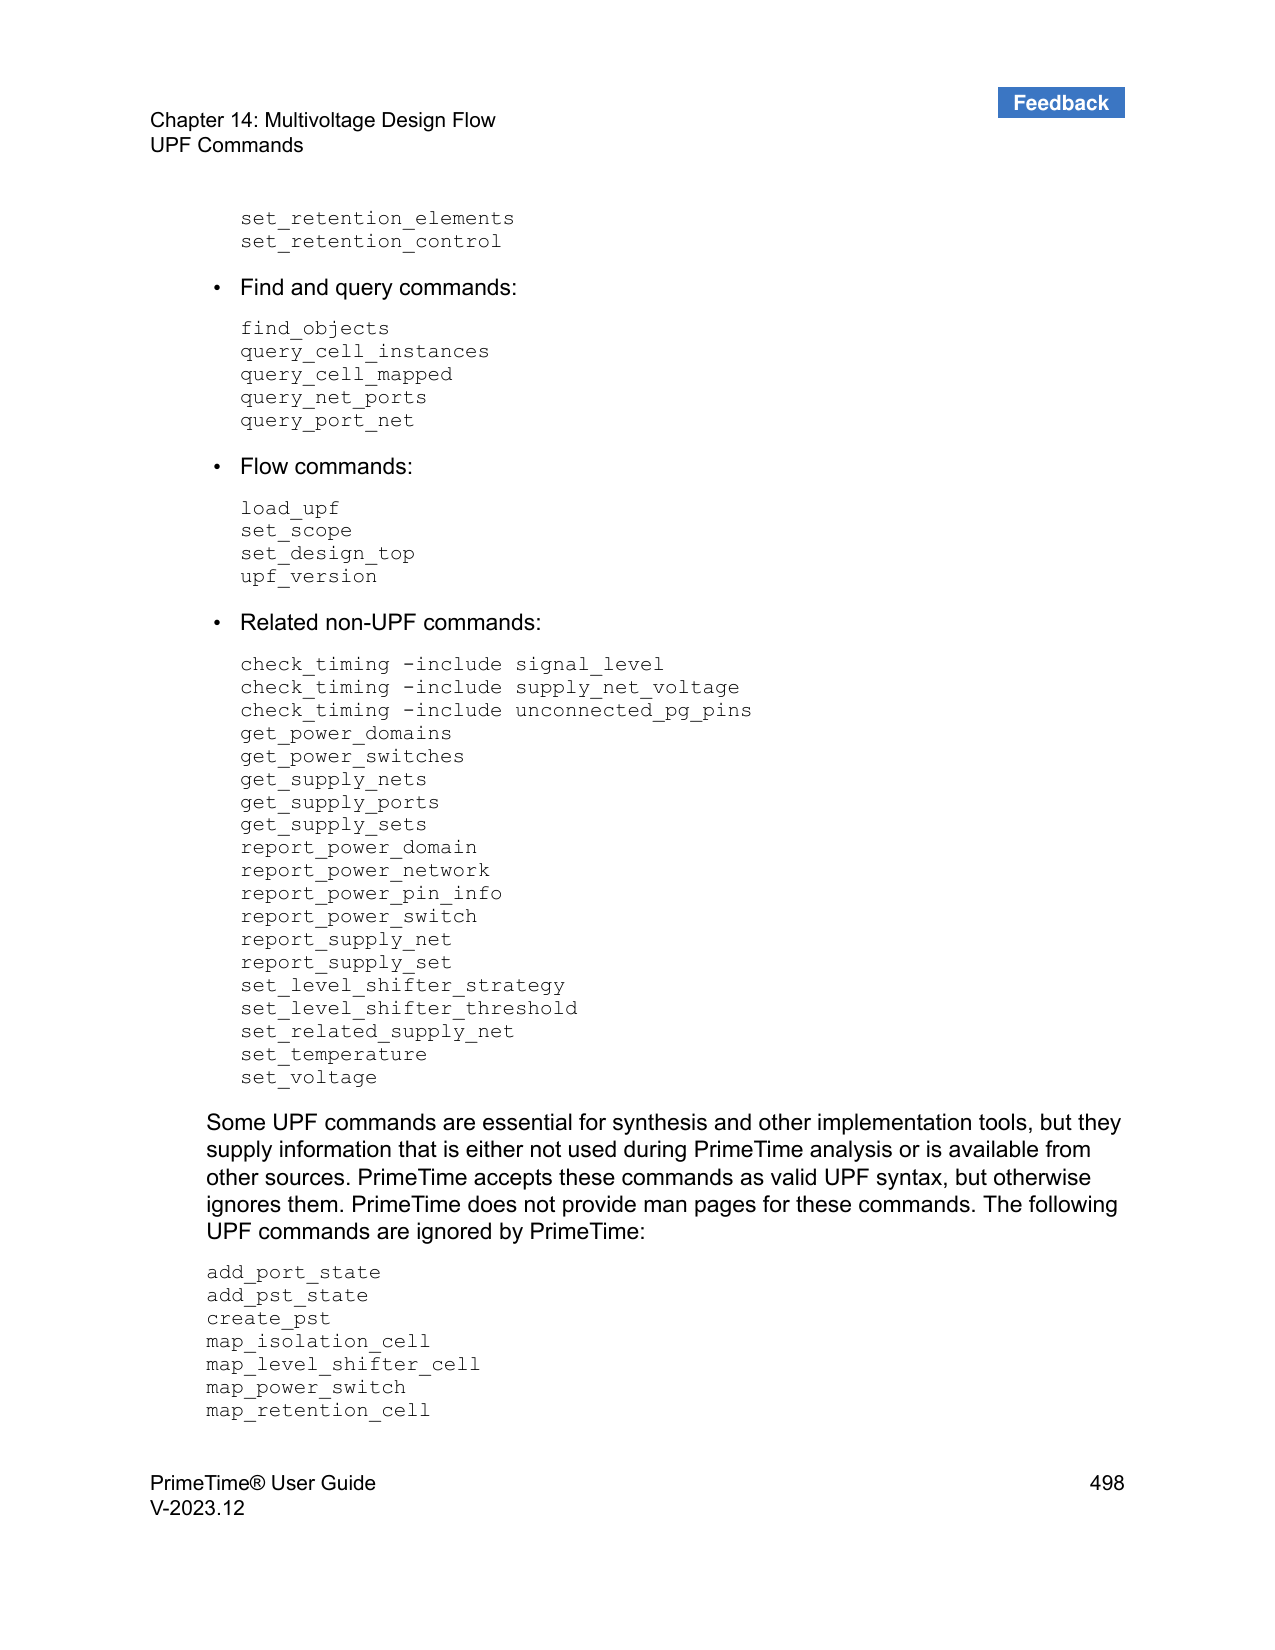 Feedback
Chapter 14: Multivoltage Design Flow
UPF Commands
set_retention_elements
set_retention_control
• Find and query commands:
find_objects
query_cell_instances
query_cell_mapped
query_net_ports
query_port_net
• Flow commands:
load_upf
set_scope
set_design_top
upf_version
• Related non-UPF commands:
check_timing -include signal_level
check_timing -include supply_net_voltage
check_timing -include unconnected_pg_pins
get_power_domains
get_power_switches
get_supply_nets
get_supply_ports
get_supply_sets
report_power_domain
report_power_network
report_power_pin_info
report_power_switch
report_supply_net
report_supply_set
set_level_shifter_strategy
set_level_shifter_threshold
set_related_supply_net
set_temperature
set_voltage
Some UPF commands are essential for synthesis and other implementation tools, but they
supply information that is either not used during PrimeTime analysis or is available from
other sources. PrimeTime accepts these commands as valid UPF syntax, but otherwise
ignores them. PrimeTime does not provide man pages for these commands. The following
UPF commands are ignored by PrimeTime:
add_port_state
add_pst_state
create_pst
map_isolation_cell
map_level_shifter_cell
map_power_switch
map_retention_cell
PrimeTime® User Guide 498
V-2023.12